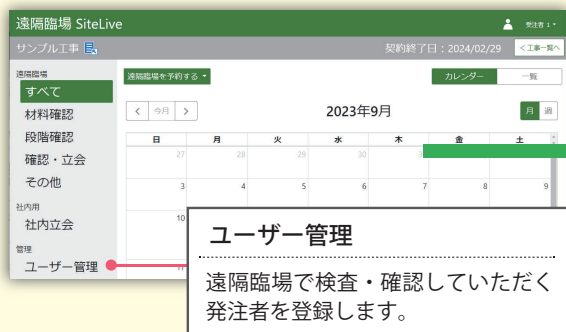 遠隔臨場 SiteLive
受注者 1
サンプル工事
契約終了日：2024/02/29
＜工事一覧へ
遠隔臨場
すべて
材料確認
段階確認
確認・立会
その他
社内用
社内立会
管理
ユーザー管理
遠隔臨場を予約する
カレンダー
一覧
< 今月 >
2023年9月
月 週
日 月 火 水 木 金 土
27 28 29 30
3 4 5 6 7 8 9
10
17
ユーザー管理
遠隔臨場で検査・確認していただく
発注者を登録します。